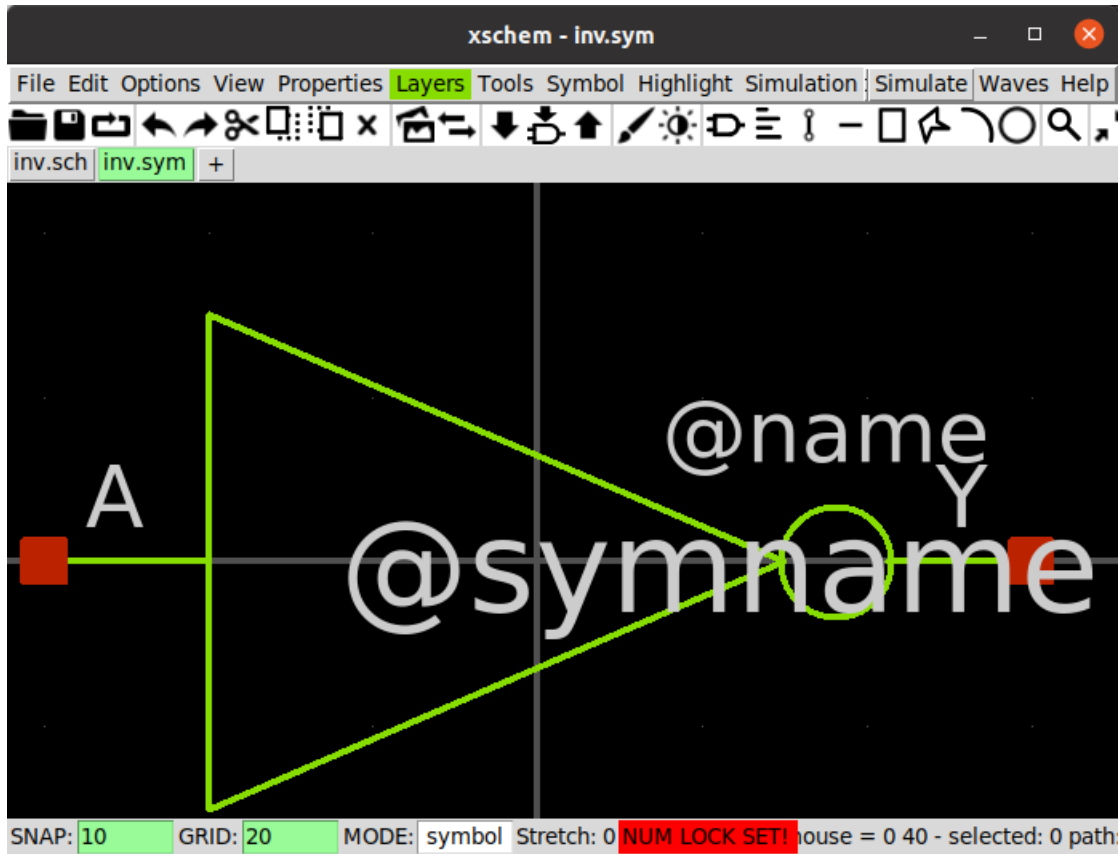 xschem - inv.sym
File Edit Options View Properties Layers Tools Symbol Highlight Simulation Simulate Waves Help
inv.sch inv.sym +
@name
A Y
@symname
SNAP: 10 GRID: 20 MODE: symbol Stretch: 0 NUM LOCK SET! = 0 40 - selected: 0 path: